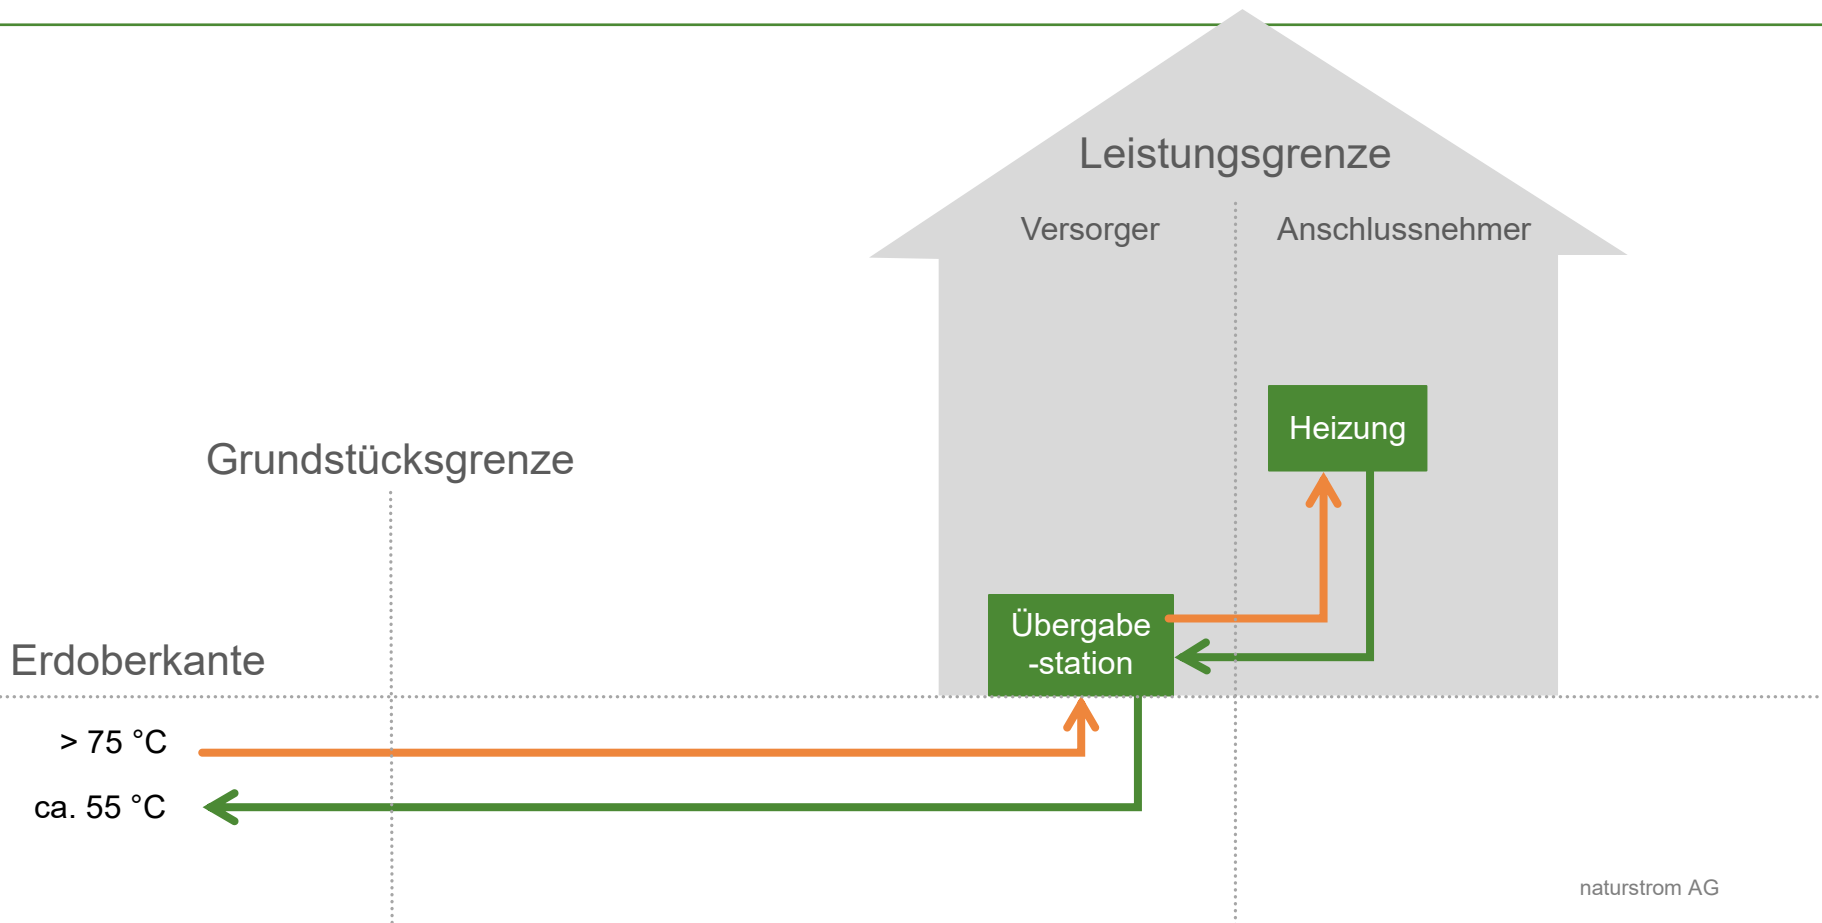 Leistungsgrenze
Versorger
Anschlussnehmer
Heizung
Grundstücksgrenze
Übergabe
-station
Erdoberkante
> 75 °C
ca. 55 °C
naturstrom AG